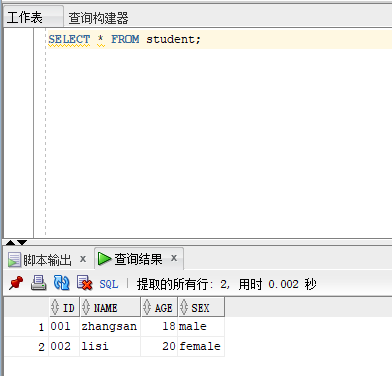 工作表 查询构建器
SELECT * FROM student;
脚本输出 x 查询结果 x
SQL | 提取的所有行: 2, 用时 0.002 秒
ID NAME AGE SEX
1 001 zhangsan 18 male
2 002 lisi 20 female